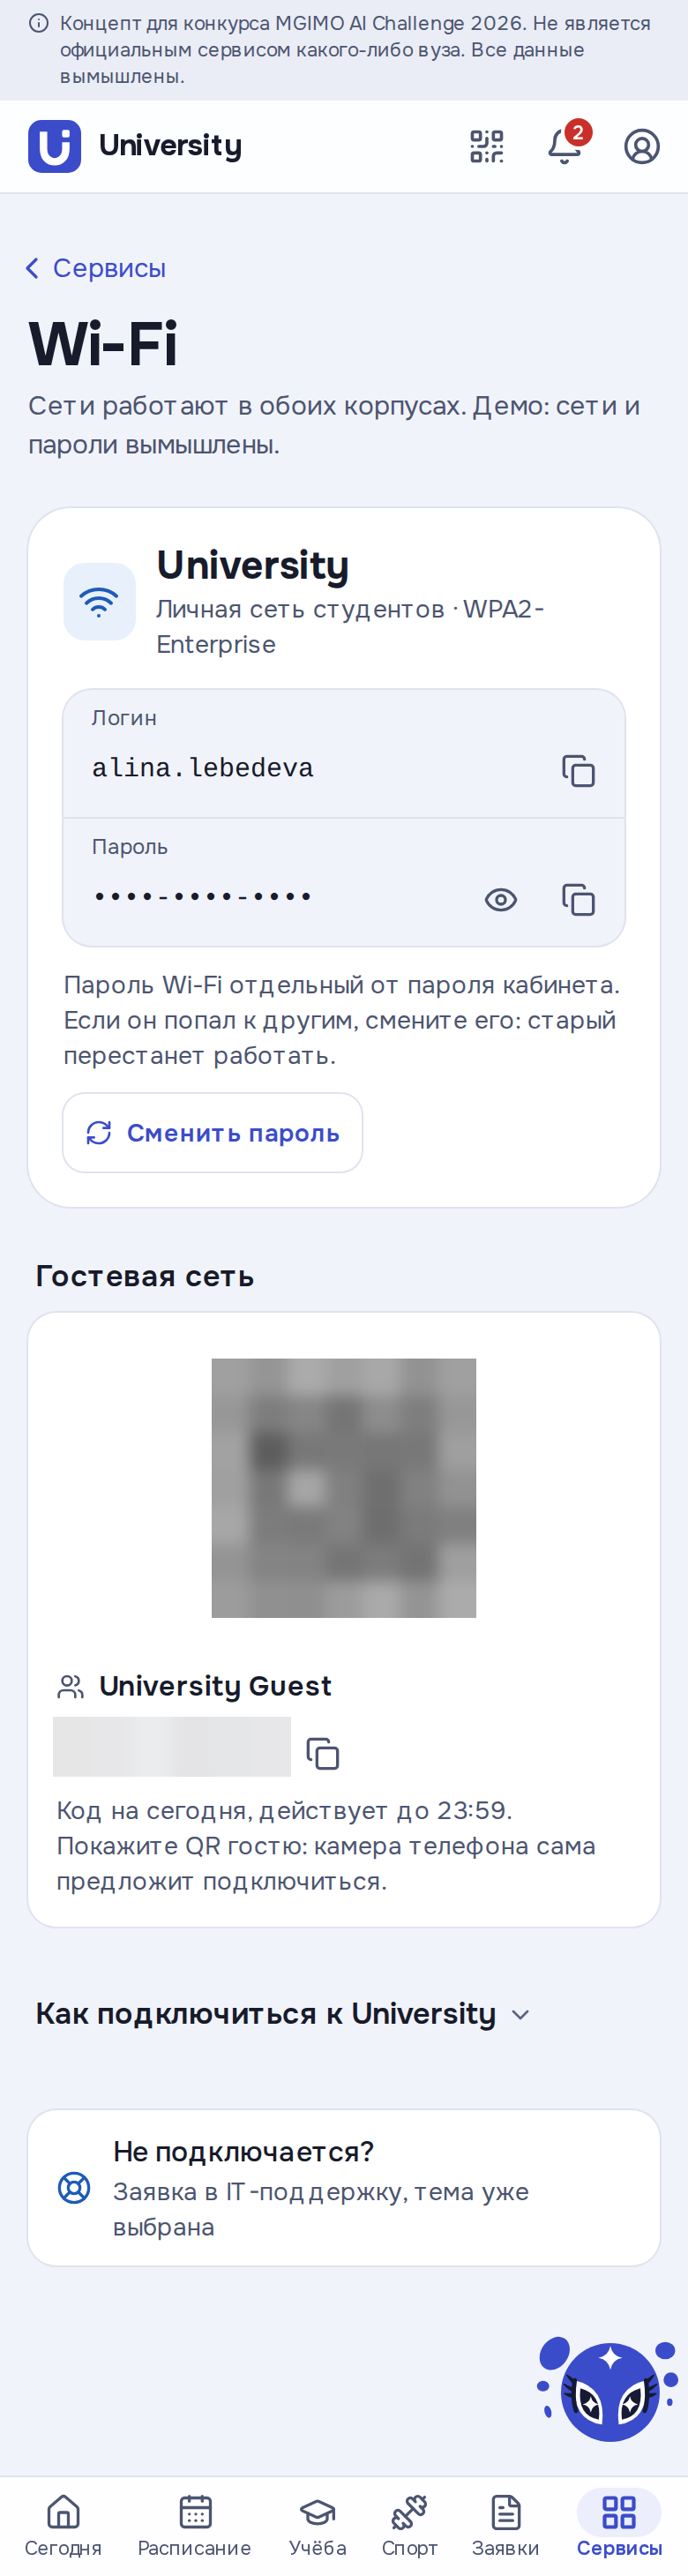 Концепт для конкурса MGIMO AI Challenge 2026. Не является
официальным сервисом какого-либо вуза. Все данные
вымышлены.
University
2
Сервисы
Wi-Fi
Сети работают в обоих корпусах. Демо: сети и
пароли вымышлены.
University
Личная сеть студентов · WPA2-
Enterprise
Логин
alina.lebedeva
Пароль
••••-••••-••••
Пароль Wi-Fi отдельный от пароля кабинета.
Если он попал к другим, смените его: старый
перестанет работать.
Сменить пароль
Гостевая сеть
University Guest
Код на сегодня, действует до 23:59.
Покажите QR гостю: камера телефона сама
предложит подключиться.
Как подключиться к University
Не подключается?
Заявка в IT-поддержку, тема уже
выбрана
Сегодня
Расписание
Учёба
Спорт
Заявки
Сервисы